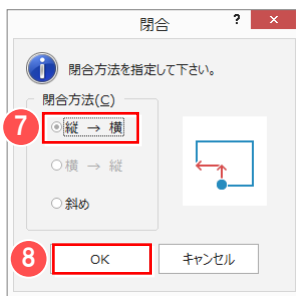 閉合
?
×
閉合方法を指定して下さい。
閉合方法(C)
7
縦 → 横
横 → 縦
斜め
8
OK
キャンセル